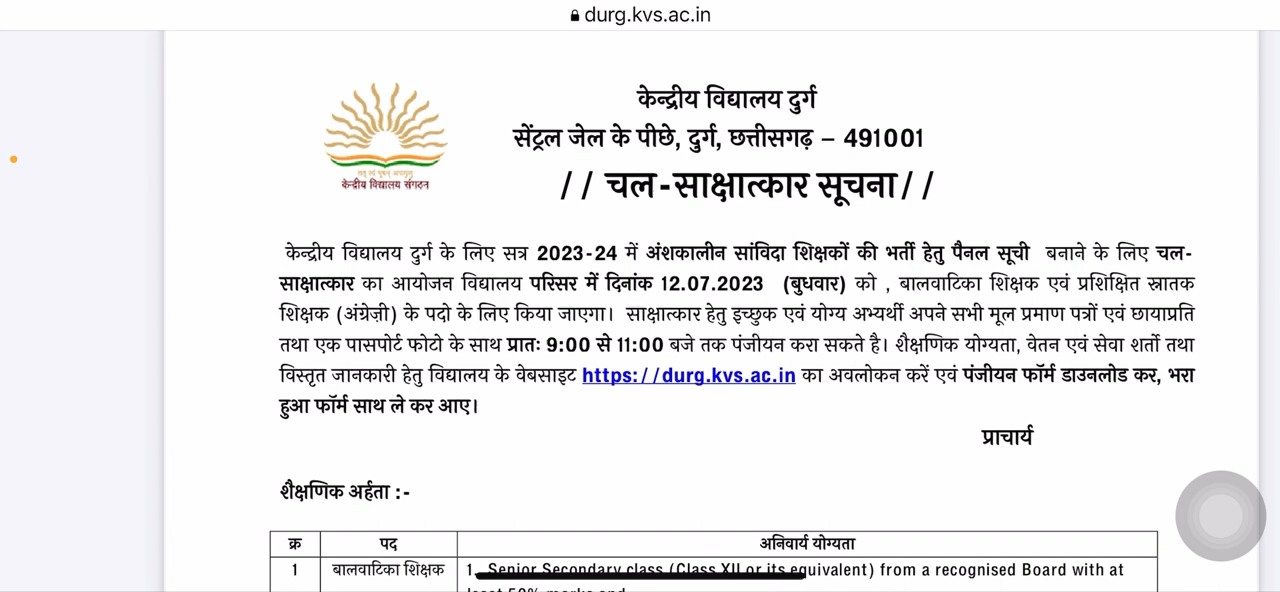 durg.kvs.ac.in
केन्द्रीय विद्यालय दुर्ग
सेंट्रल जेल के पीछे, दुर्ग, छत्तीसगढ़ – 491001
// चल-साक्षात्कार सूचना//
केन्द्रीय विद्यालय संगठन
केन्द्रीय विद्यालय दुर्ग के लिए सत्र 2023-24 में अंशकालीन सांविदा शिक्षकों की भर्ती हेतु पैनल सूची बनाने के लिए चल-
साक्षात्कार का आयोजन विद्यालय परिसर में दिनांक 12.07.2023 (बुधवार) को , बालवाटिका शिक्षक एवं प्रशिक्षित स्नातक
शिक्षक (अंग्रेज़ी) के पदो के लिए किया जाएगा। साक्षात्कार हेतु इच्छुक एवं योग्य अभ्यर्थी अपने सभी मूल प्रमाण पत्रों एवं छायाप्रति
तथा एक पासपोर्ट फोटो के साथ प्रातः 9:00 से 11:00 बजे तक पंजीयन करा सकते है। शैक्षणिक योग्यता, वेतन एवं सेवा शर्तो तथा
विस्तृत जानकारी हेतु विद्यालय के वेबसाइट https://durg.kvs.ac.in का अवलोकन करें एवं पंजीयन फॉर्म डाउनलोड कर, भरा
हुआ फॉर्म साथ ले कर आए।
प्राचार्य
शैक्षणिक अर्हता :-
क्र पद अनिवार्य योग्यता
1 बालवाटिका शिक्षक 1. Senior Secondary class (Class XII or its equivalent) from a recognised Board with at
least 50% marks and